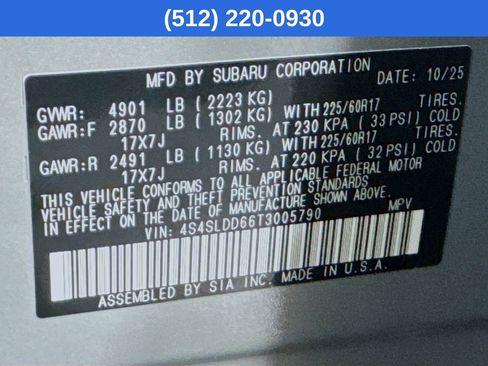 (512) 220-0930
MFD BY SUBARU CORPORATION DATE: 10/25
GVWR: 4901 LB ( 2223 KG)
GAWR:F 2870 LB ( 1302 KG) WITH 225/60R17 TIRES.
17X7J RIMS. AT 230 KPA ( 33 PSI) COLD
GAWR:R 2491 LB ( 1130 KG) WITH 225/60R17 TIRES.
17X7J RIMS. AT 220 KPA ( 32 PSI) COLD
THIS VEHICLE CONFORMS TO ALL APPLICABLE FEDERAL MOTOR
VEHICLE SAFETY AND THEFT PREVENTION STANDARDS
IN EFFECT ON THE DATE OF MANUFACTURE SHOWN ABOVE.
VIN: 4S4SLDD66T3005790 MPV
ASSEMBLED BY SIA INC. MADE IN U.S.A.